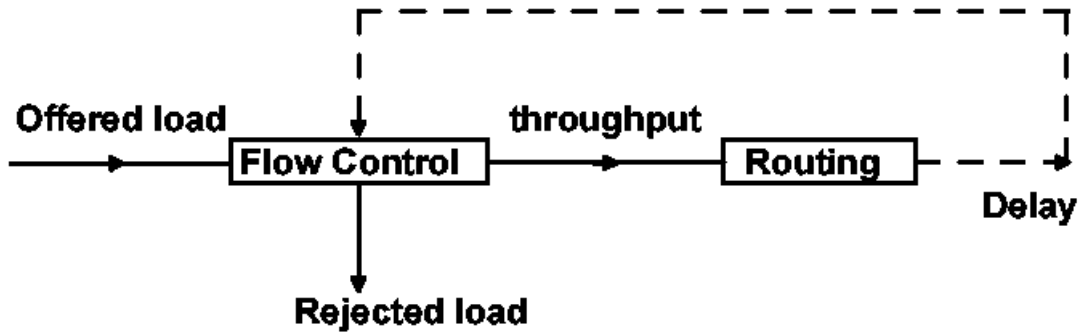 Offered load
throughput
Flow Control
Routing
Delay
Rejected load